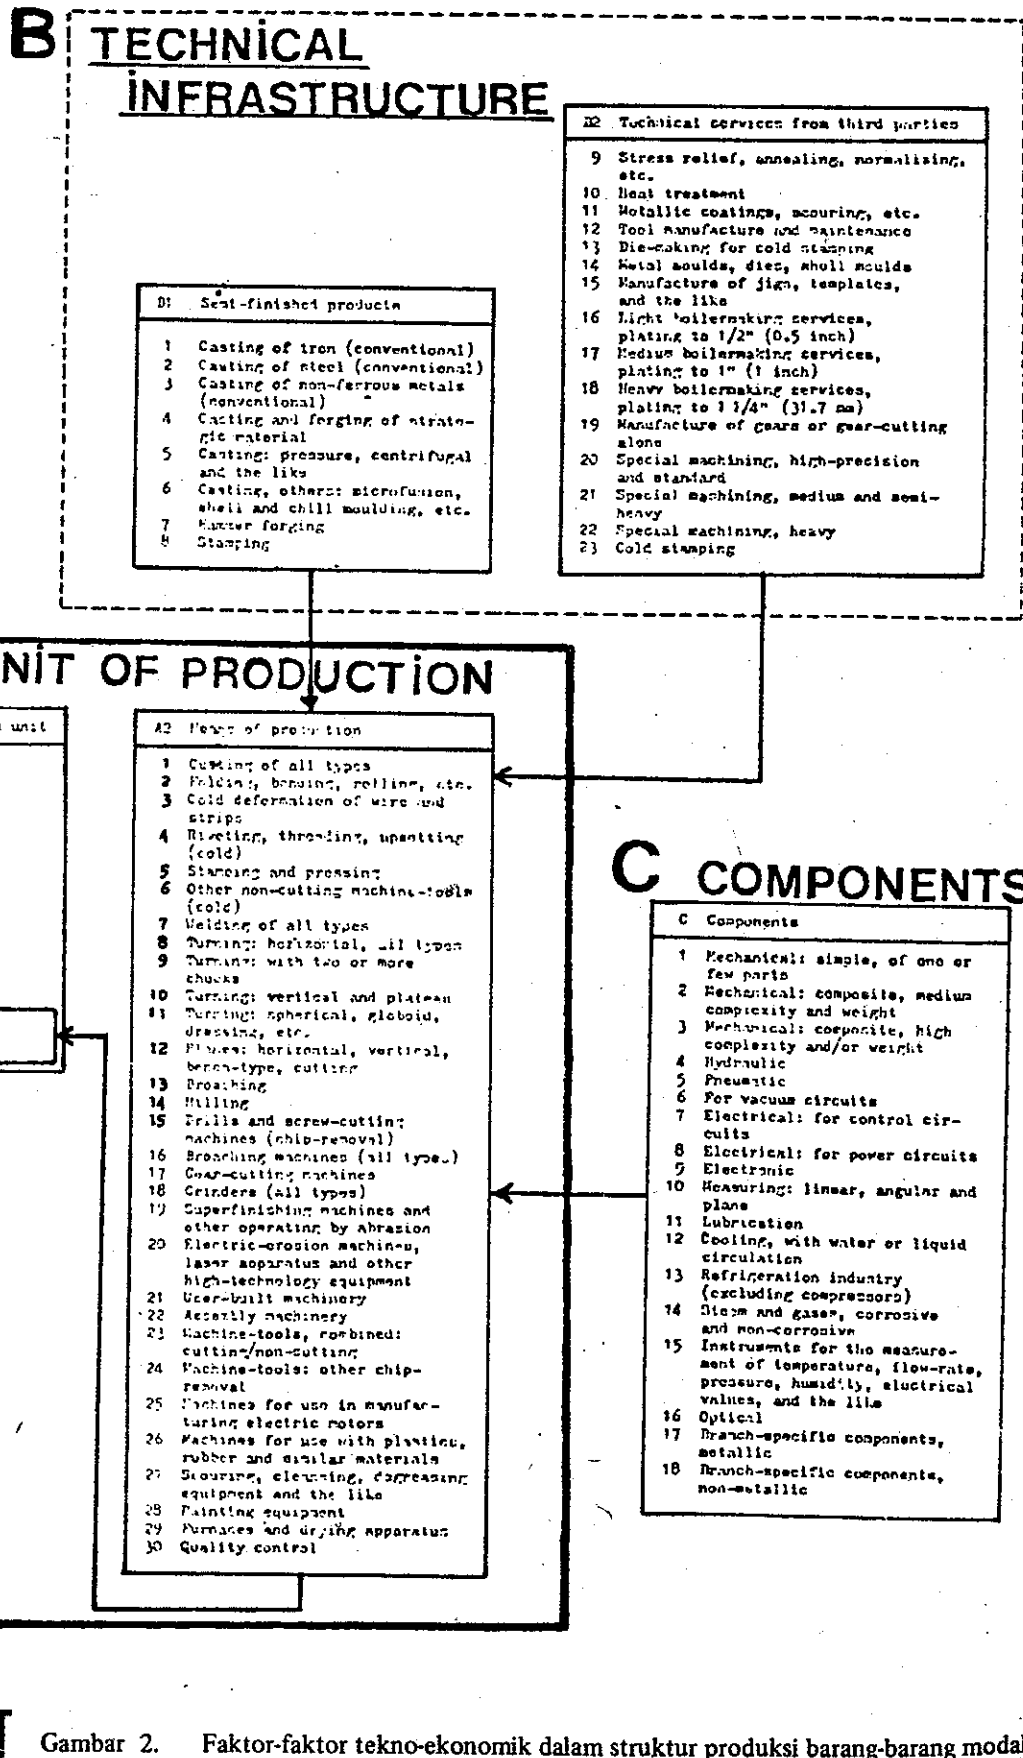 B TECHNICAL
INFRASTRUCTURE
B2 Technical services from third parties
9 Stress relief, annealing, normalising,
etc.
10 Heat treatment
11 Metallic coatings, scouring, etc.
12 Tool manufacture and maintenance
13 Die-making for cold stamping
14 Metal moulds, dies, shell moulds
15 Manufacture of jigs, templates,
and the like
16 Light boilermaking services,
plating to 1/2" (0.5 inch)
17 Medium boilermaking services,
plating to 1" (1 inch)
18 Heavy boilermaking services,
plating to 1 1/4" (31.7 mm)
19 Manufacture of gears or gear-cutting
alone
20 Special machining, high-precision
and standard
21 Special machining, medium and semi-
heavy
22 Special machining, heavy
23 Cold stamping
B1 Semi-finished products
1 Casting of iron (conventional)
2 Casting of steel (conventional)
3 Casting of non-ferrous metals
(conventional)
4 Casting and forging of strate-
gic material
5 Casting: pressure, centrifugal
and the like
6 Casting, others: microfusion,
shell and chill moulding, etc.
7 Hammer forging
8 Stamping
NIT OF PRODUCTION
unit
A2 Means of production
1 Cutting of all types
2 Folding, bending, rolling, etc.
3 Cold deformation of wire and
strips
4 Riveting, threading, upsetting
(cold)
5 Stamping and pressing
6 Other non-cutting machine-tools
(cold)
7 Welding of all types
8 Turning: horizontal, all types
9 Turning: with two or more
chucks
10 Turning: vertical and plateau
11 Turning: spherical, globoid,
dressing, etc.
12 Planes: horizontal, vertical,
bench-type, cutting
13 Broaching
14 Milling
15 Drills and screw-cutting
machines (chip-removal)
16 Broaching machines (all types)
17 Gear-cutting machines
18 Grinders (all types)
19 Superfinishing machines and
other operating by abrasion
20 Electric-erosion machines,
laser apparatus and other
high-technology equipment
21 User-built machinery
22 Assembly machinery
23 Machine-tools, combined:
cutting/non-cutting
24 Machine-tools: other chip-
removal
25 Machines for use in manufac-
turing electric rotors
26 Machines for use with plastics,
rubber and similar materials
27 Scouring, cleansing, degreasing
equipment and the like
28 Painting equipment
29 Furnaces and drying apparatus
30 Quality control
C COMPONENTS
C Components
1 Mechanical: simple, of one or
few parts
2 Mechanical: composite, medium
complexity and weight
3 Mechanical: composite, high
complexity and/or weight
4 Hydraulic
5 Pneumatic
6 For vacuum circuits
7 Electrical: for control cir-
cuits
8 Electrical: for power circuits
9 Electronic
10 Measuring: linear, angular and
plane
11 Lubrication
12 Cooling, with water or liquid
circulation
13 Refrigeration industry
(excluding compressors)
14 Steam and gases, corrosive
and non-corrosive
15 Instruments for the measure-
ment of temperature, flow-rate,
pressure, humidity, electrical
values, and the like
16 Optical
17 Branch-specific components,
metallic
18 Branch-specific components,
non-metallic
Gambar 2. Faktor-faktor tekno-ekonomik dalam struktur produksi barang-barang modal